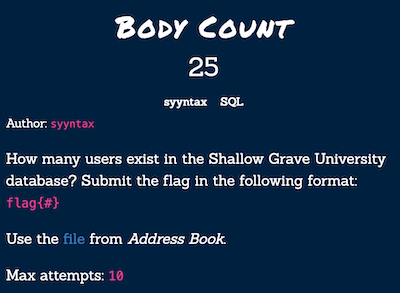 Body Count
25
syyntax SQL
Author: syyntax
How many users exist in the Shallow Grave University
database? Submit the flag in the following format:
flag{#}
Use the file from Address Book.
Max attempts: 10